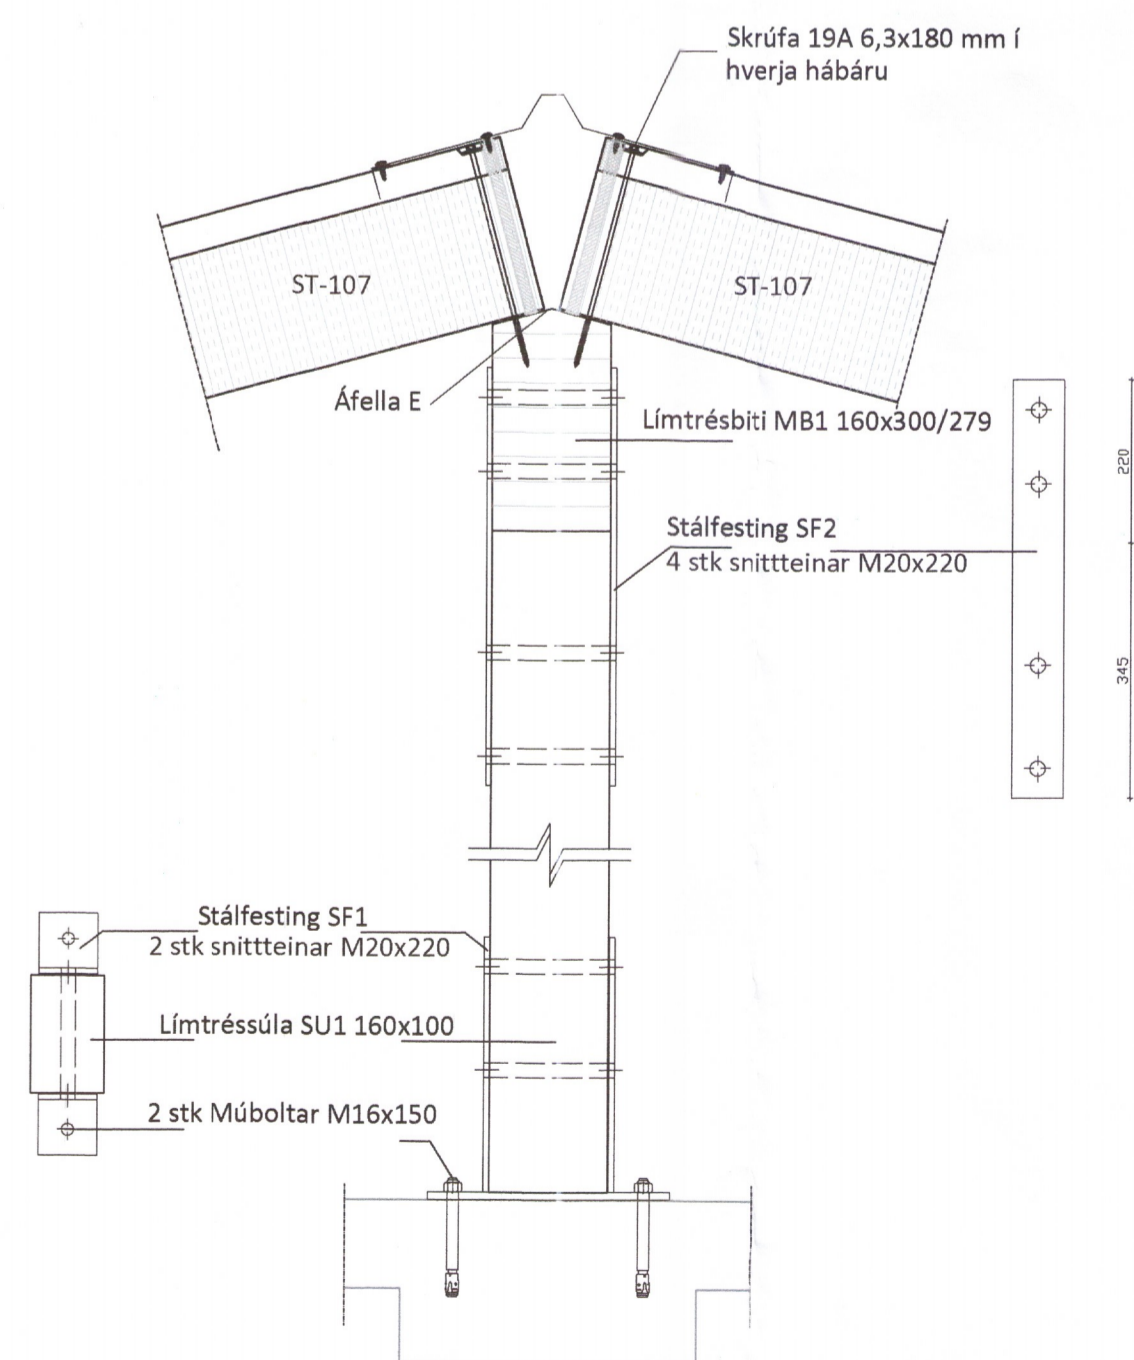 Skrúfa 19A 6,3x180 mm í
hverja hábáru
ST-107
ST-107
Áfella E
Límtrésbiti MB1 160x300/279
220
Stálfesting SF2
4 stk snittteinar M20x220
345
Stálfesting SF1
2 stk snittteinar M20x220
Límtréssúla SU1 160x100
2 stk Múboltar M16x150